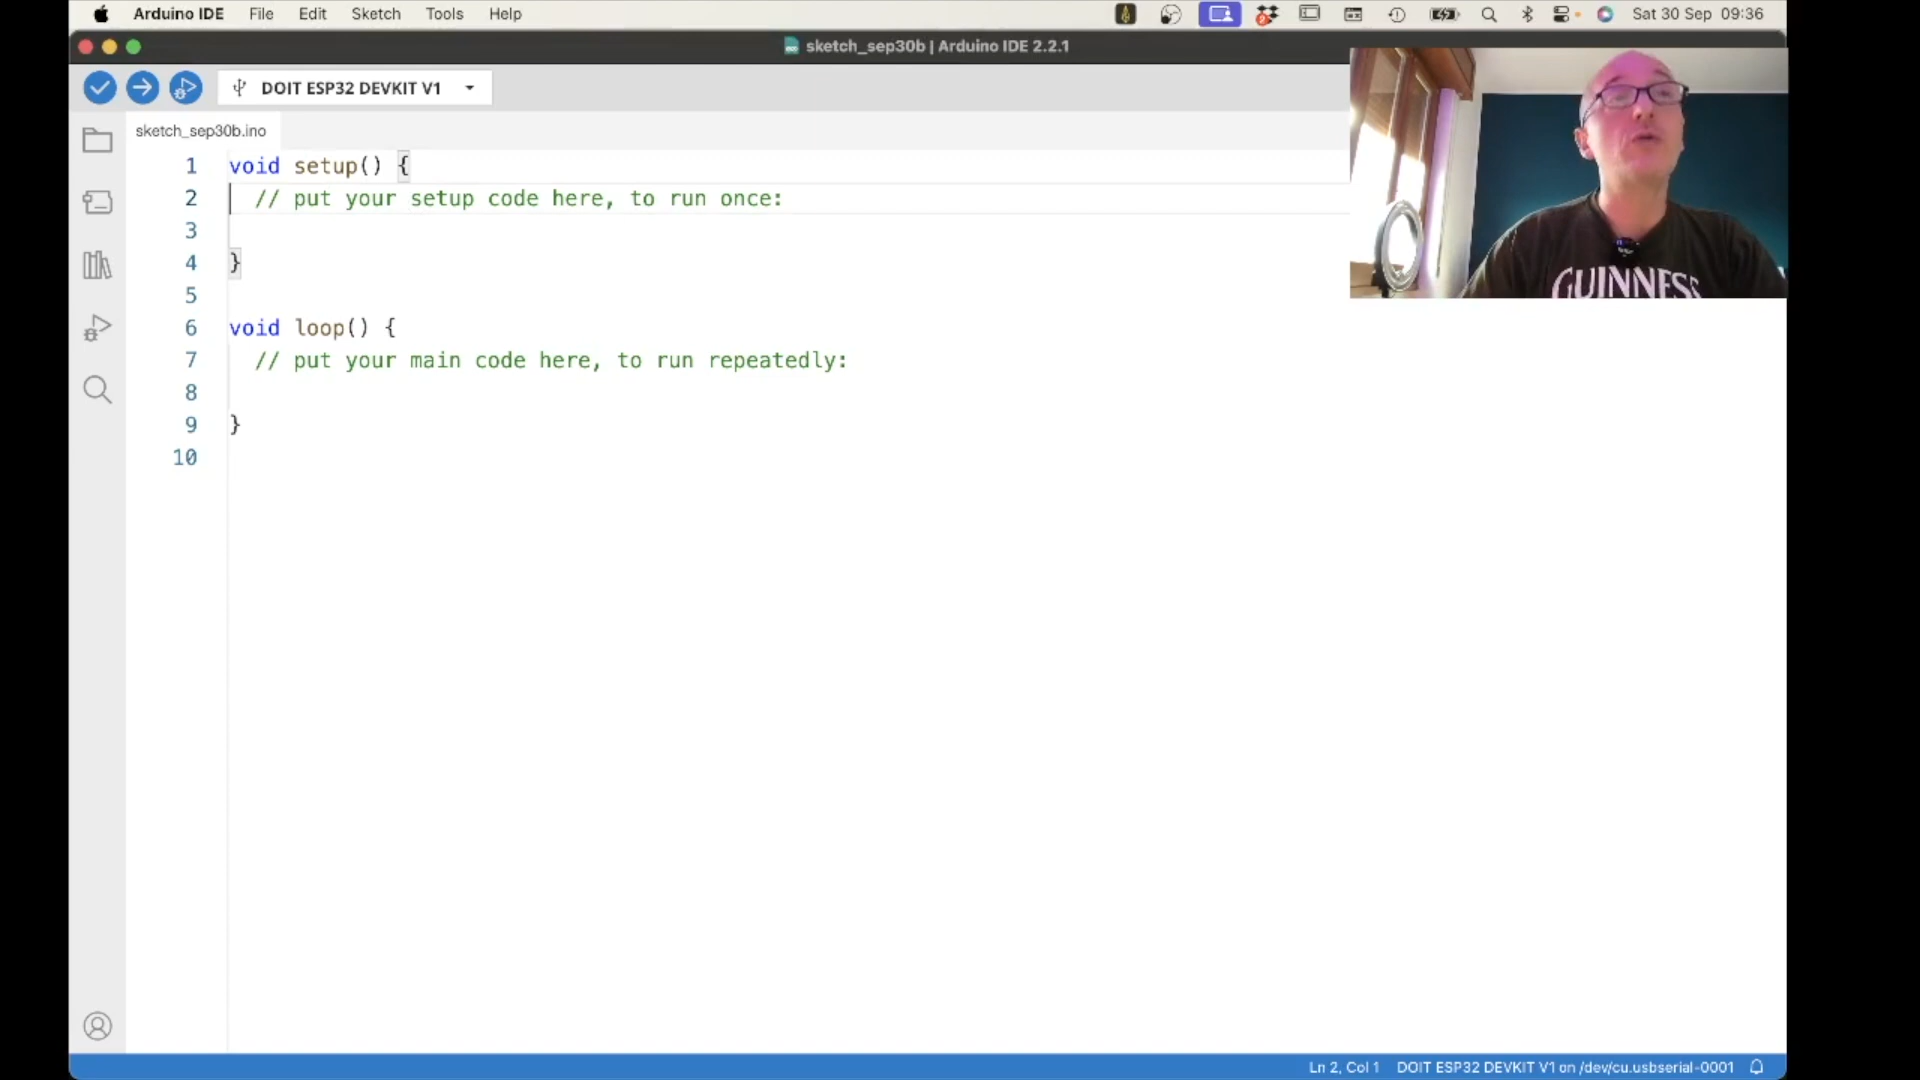 Arduino IDE File Edit Sketch Tools Help Sat 30 Sep 09:36
sketch_sep30b | Arduino IDE 2.2.1
DOIT ESP32 DEVKIT V1
sketch_sep30b.ino
1 void setup() {
2 // put your setup code here, to run once:
3
4 }
5
6 void loop() {
7 // put your main code here, to run repeatedly:
8
9 }
10
GUINNESS
Ln 2, Col 1 DOIT ESP32 DEVKIT V1 on /dev/cu.usbserial-0001